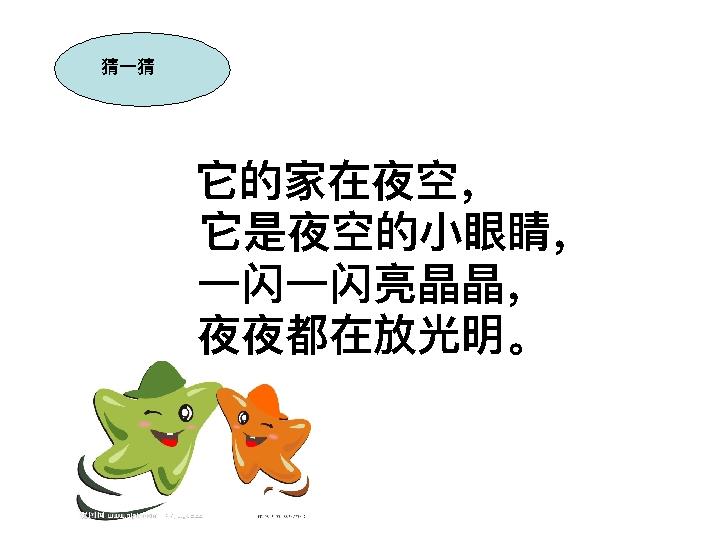 猜一猜
它的家在夜空，
它是夜空的小眼睛，
一闪一闪亮晶晶，
夜夜都在放光明。